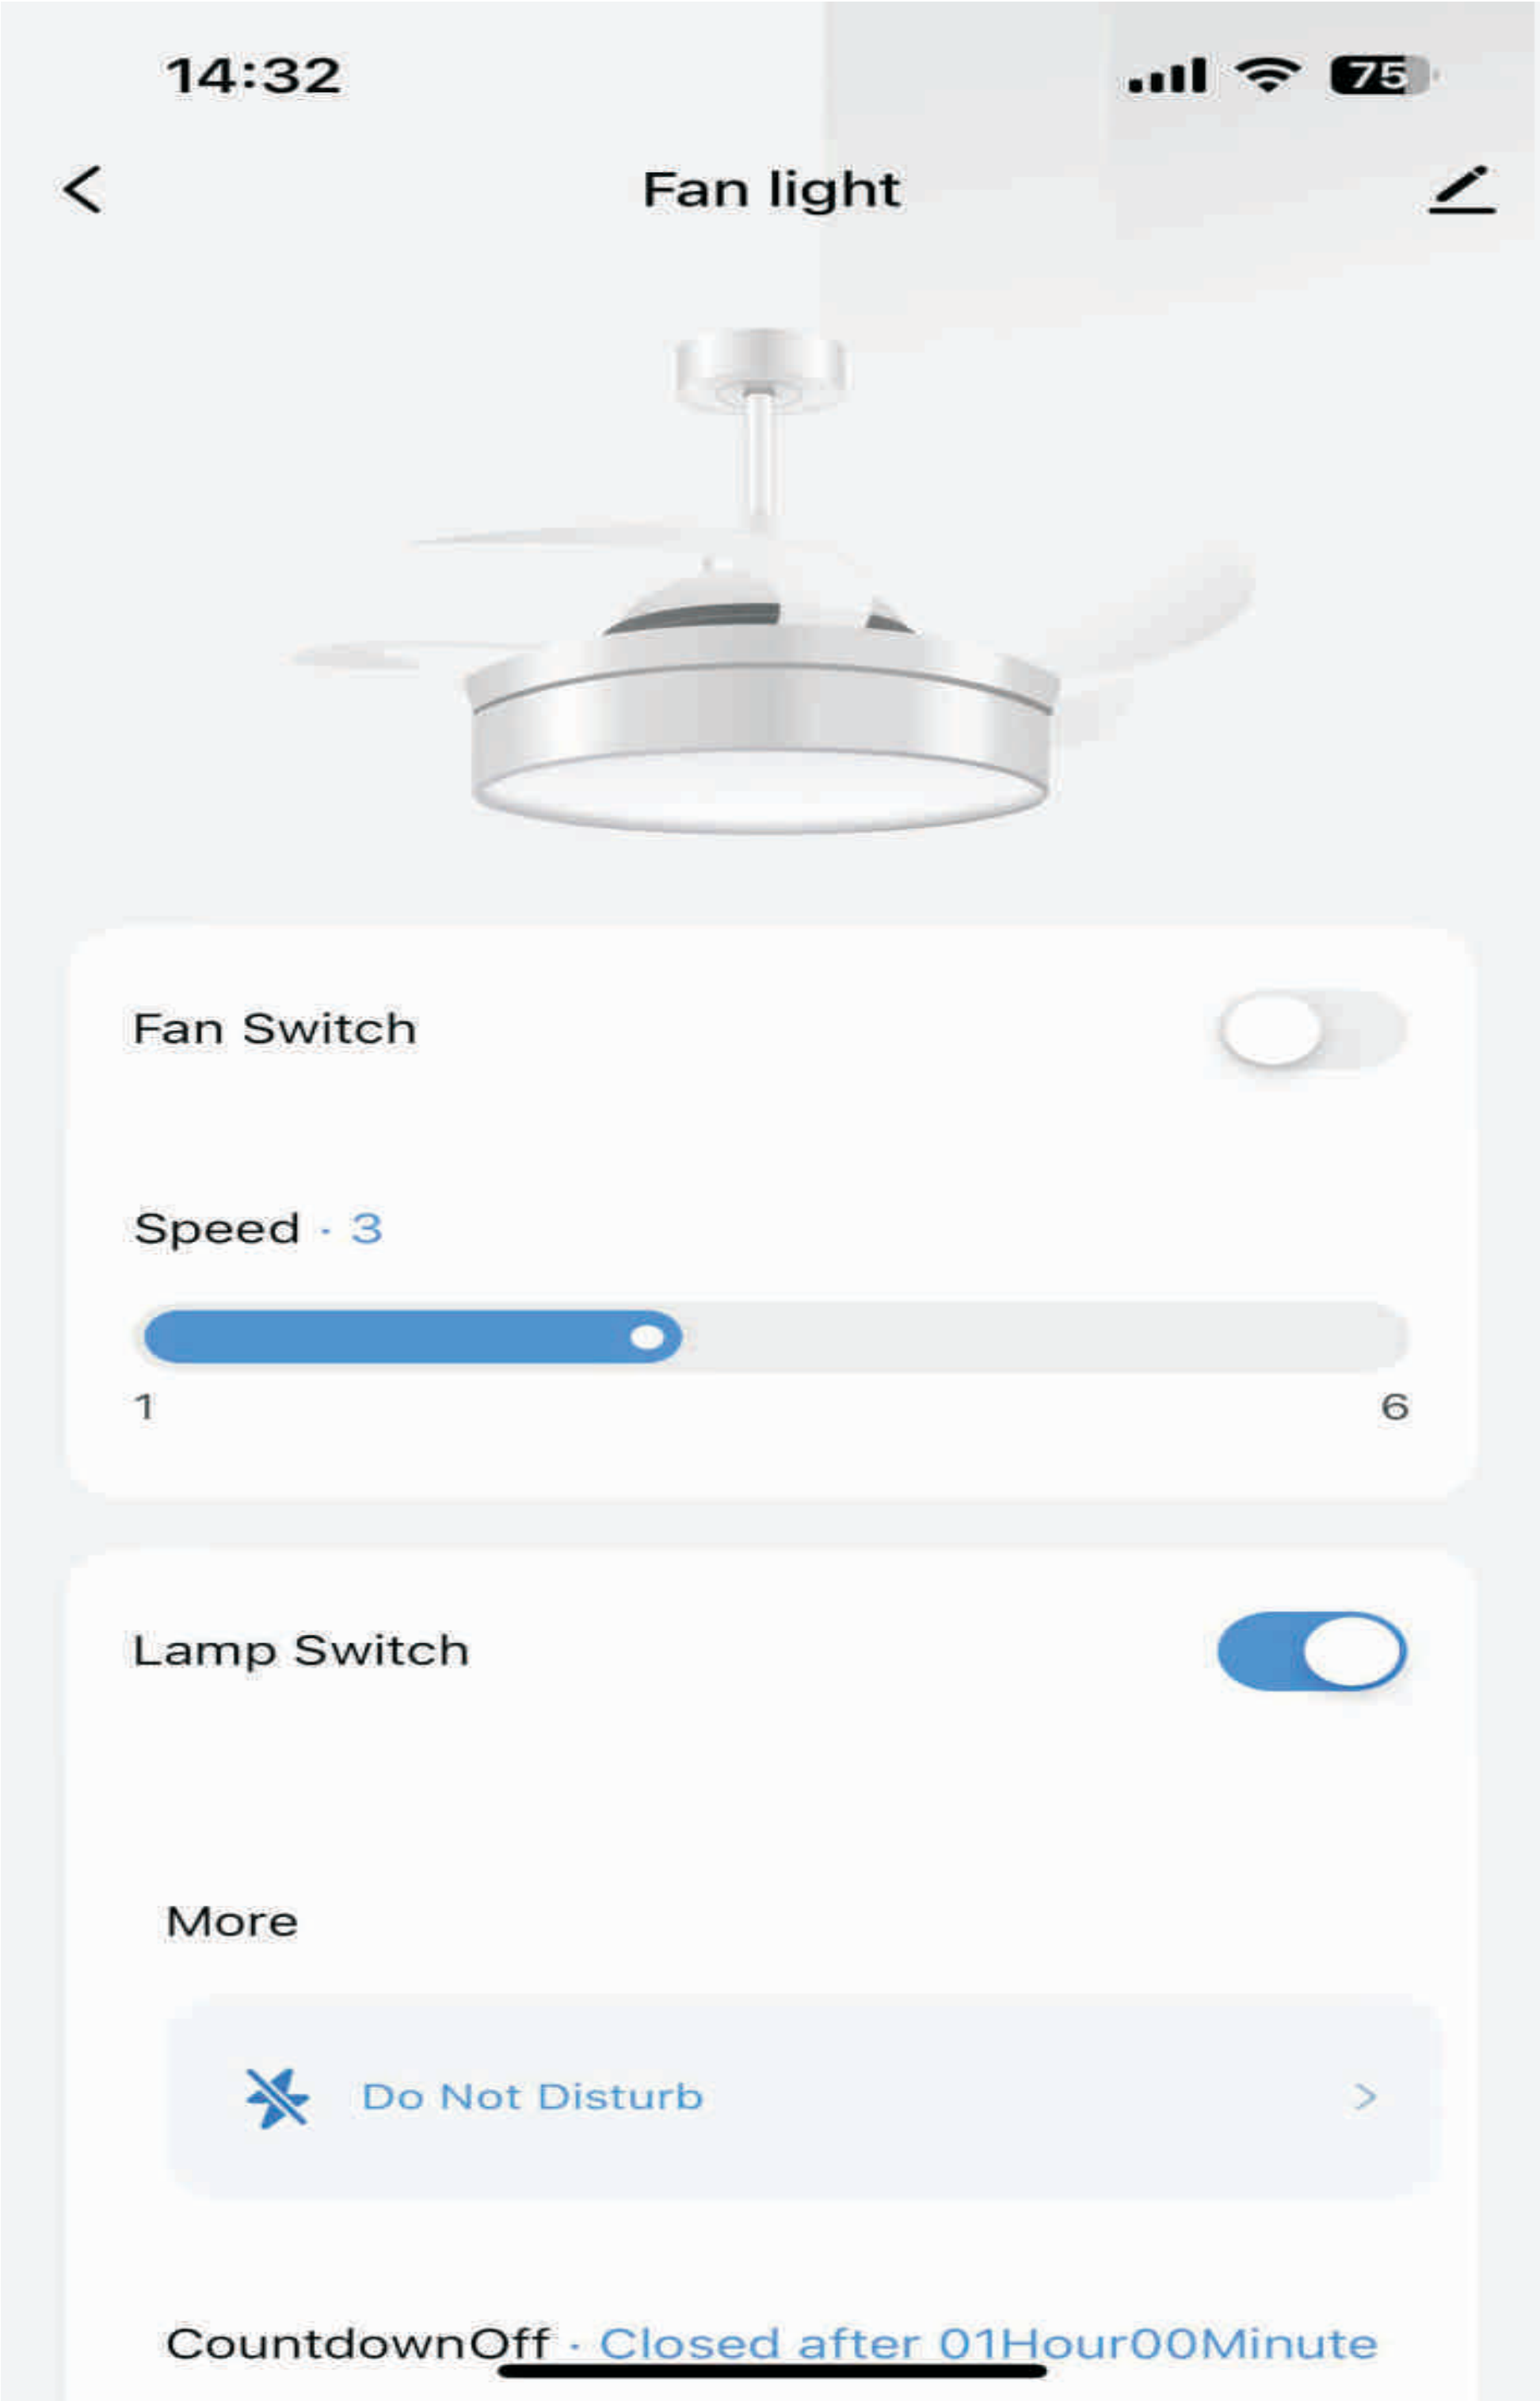 14:32
75
Fan light
Fan Switch
Speed · 3
1
6
Lamp Switch
More
Do Not Disturb
CountdownOff · Closed after 01Hour00Minute